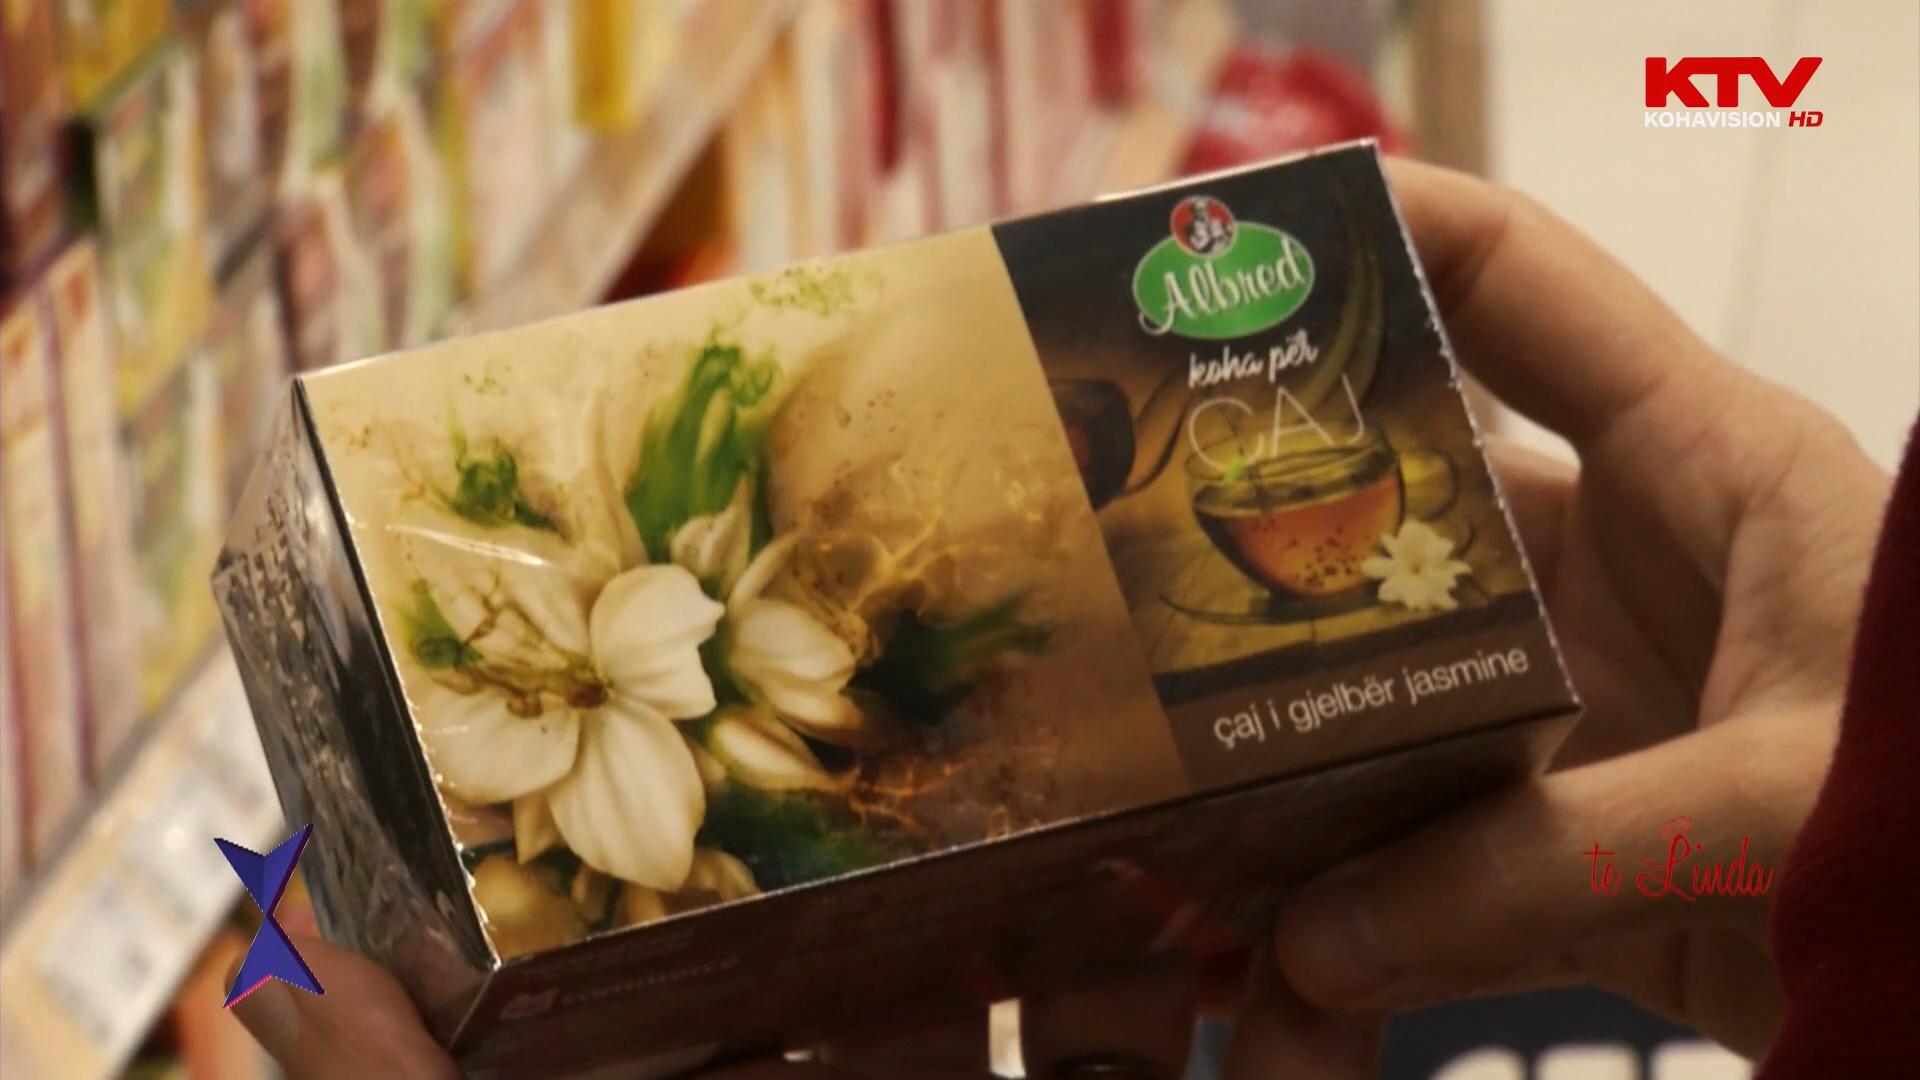 KTV
KOHAVISION HD
Albred
koha për
ÇAJ
çaj i gjelbër jasmine
te Linda